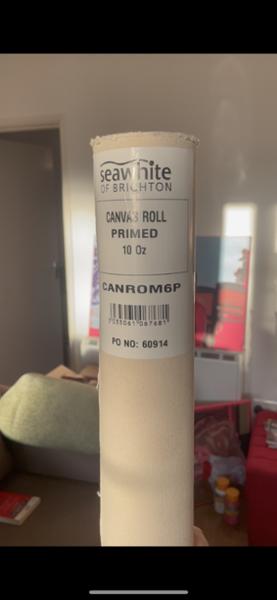 seawhite
OF BRIGHTON
CANVAS ROLL
PRIMED
10 Oz
CANROM6P
PO NO: 60914